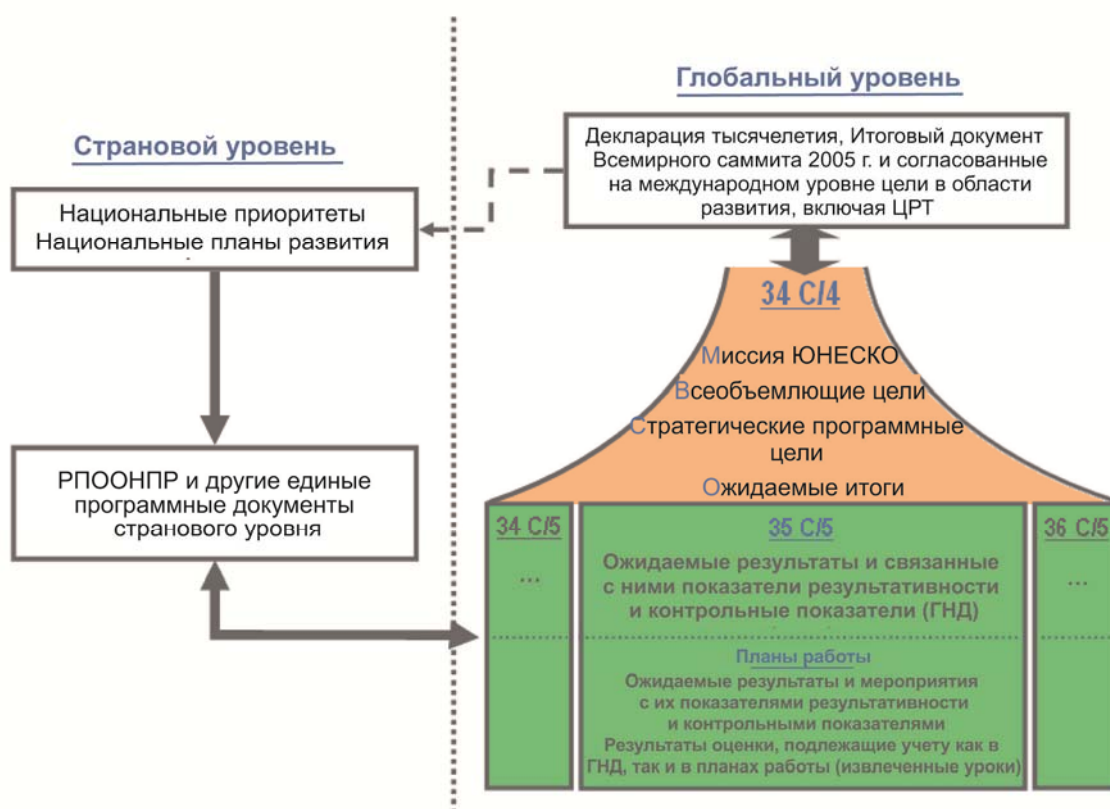 Страновой уровень
Национальные приоритеты
Национальные планы развития
РПООНПР и другие единые
программные документы
странового уровня
Глобальный уровень
Декларация тысячелетия, Итоговый документ
Всемирного саммита 2005 г. и согласованные
на международном уровне цели в области
развития, включая ЦРТ
34 C/4
Миссия ЮНЕСКО
Всеобъемлющие цели
Стратегические программные
цели
Ожидаемые итоги
34 C/5
...
35 C/5
Ожидаемые результаты и связанные
с ними показатели результативности
и контрольные показатели (ГНД)
Планы работы
Ожидаемые результаты и мероприятия
с их показателями результативности
и контрольными показателями
Результаты оценки, подлежащие учету как в
ГНД, так и в планах работы (извлеченные уроки)
36 C/5
...